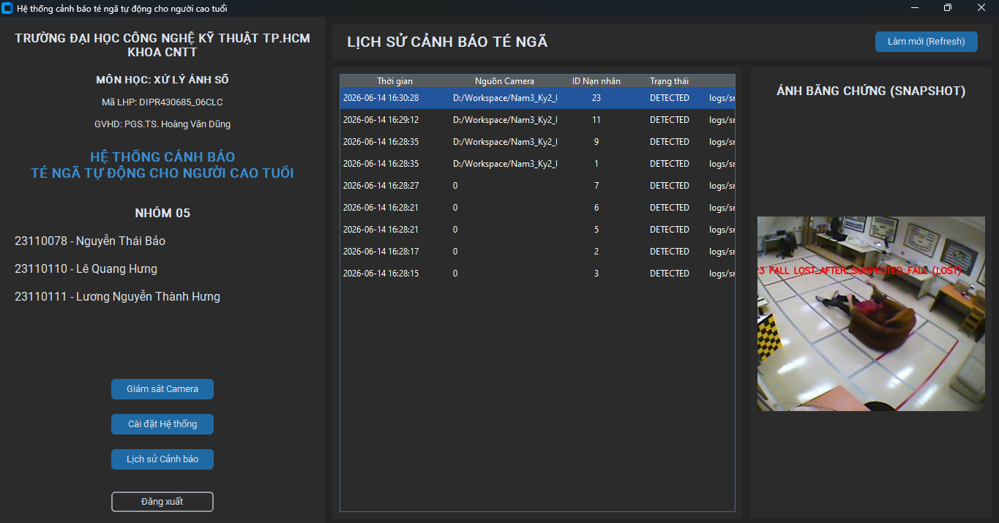 Hệ thống cảnh báo té ngã tự động cho người cao tuổi
TRƯỜNG ĐẠI HỌC CÔNG NGHỆ KỸ THUẬT TP.HCM
KHOA CNTT
MÔN HỌC: XỬ LÝ ẢNH SỐ
Mã LHP: DIPR430685_06CLC
GVHD: PGS.TS. Hoàng Văn Dũng
HỆ THỐNG CẢNH BÁO
TÉ NGÃ TỰ ĐỘNG CHO NGƯỜI CAO TUỔI
NHÓM 05
23110078 - Nguyễn Thái Bảo
23110110 - Lê Quang Hưng
23110111 - Lương Nguyễn Thành Hưng
Giám sát Camera
Cài đặt Hệ thống
Lịch sử Cảnh báo
Đăng xuất
LỊCH SỬ CẢNH BÁO TÉ NGÃ
Làm mới (Refresh)
Thời gian Nguồn Camera ID Nạn nhân Trạng thái
2026-06-14 16:30:28 D:/Workspace/Nam3_Ky2_I 23 DETECTED logs/sr
2026-06-14 16:29:12 D:/Workspace/Nam3_Ky2_I 11 DETECTED logs/sr
2026-06-14 16:28:35 D:/Workspace/Nam3_Ky2_I 9 DETECTED logs/sr
2026-06-14 16:28:35 D:/Workspace/Nam3_Ky2_I 1 DETECTED logs/sr
2026-06-14 16:28:27 0 7 DETECTED logs/sr
2026-06-14 16:28:21 0 6 DETECTED logs/sr
2026-06-14 16:28:21 0 5 DETECTED logs/sr
2026-06-14 16:28:17 0 2 DETECTED logs/sr
2026-06-14 16:28:15 0 3 DETECTED logs/sr
ẢNH BẰNG CHỨNG (SNAPSHOT)
3 FALL LOST_AFTER_SUSPECTED_FALL (LOST)